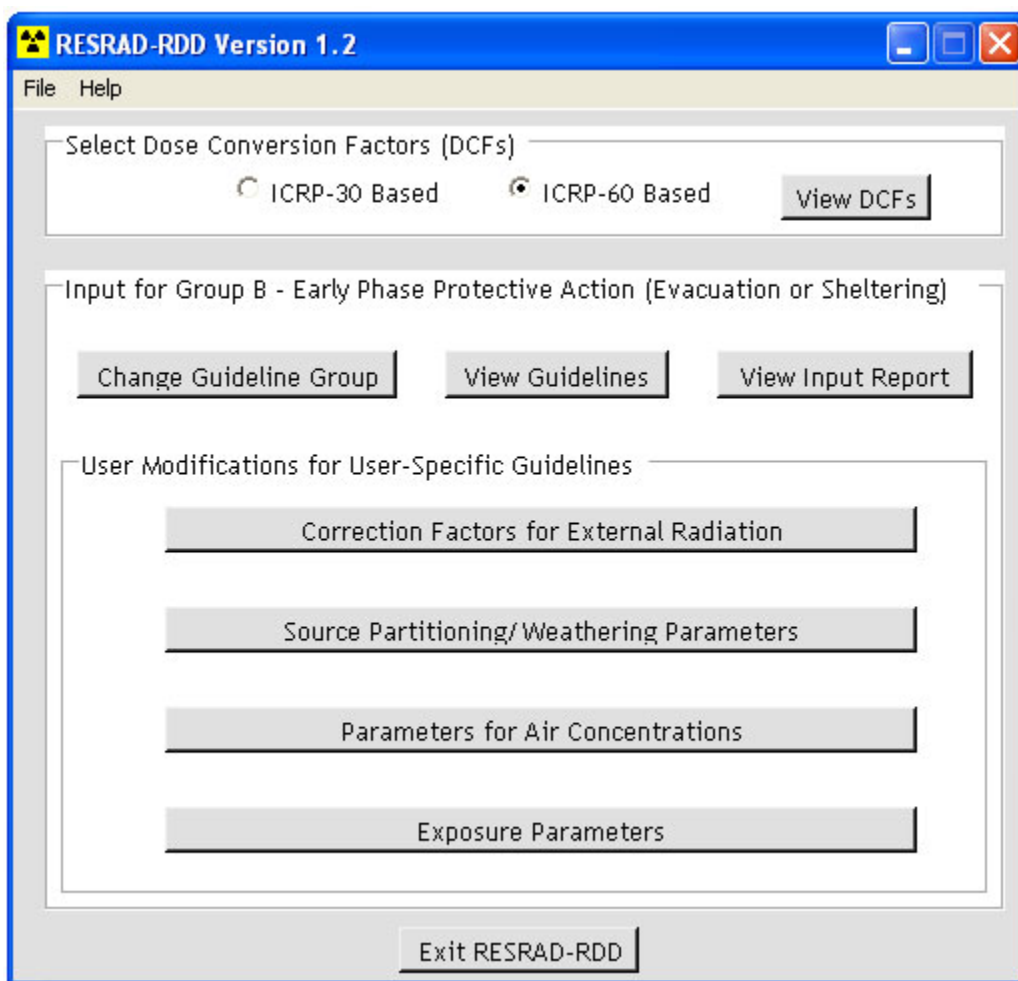 RESRAD-RDD Version 1.2
File Help
Select Dose Conversion Factors (DCFs)
ICRP-30 Based ICRP-60 Based View DCFs
Input for Group B - Early Phase Protective Action (Evacuation or Sheltering)
Change Guideline Group View Guidelines View Input Report
User Modifications for User-Specific Guidelines
Correction Factors for External Radiation
Source Partitioning/Weathering Parameters
Parameters for Air Concentrations
Exposure Parameters
Exit RESRAD-RDD